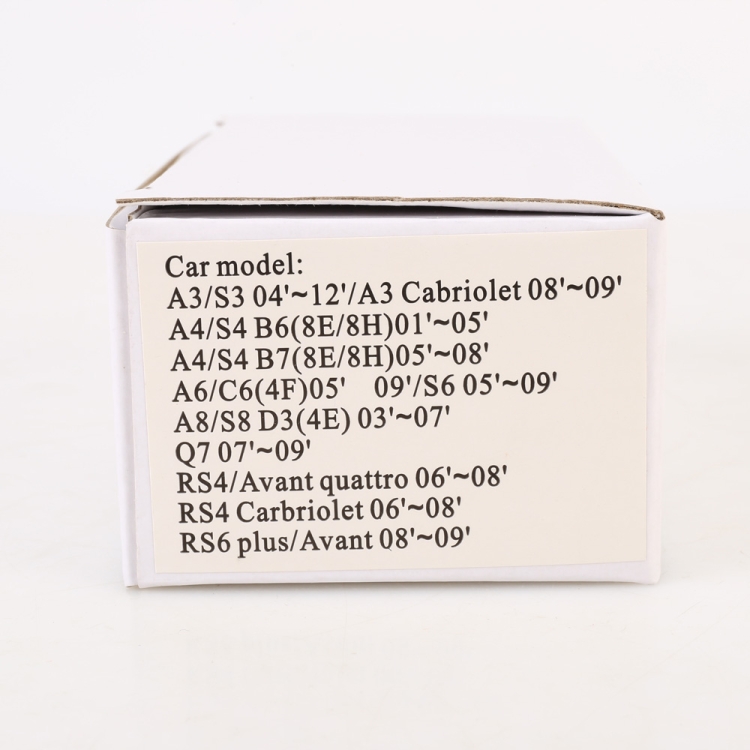 Car model:
A3/S3 04'~12'/A3 Cabriolet 08'~09'
A4/S4 B6(8E/8H)01'~05'
A4/S4 B7(8E/8H)05'~08'
A6/C6(4F)05' 09'/S6 05'~09'
A8/S8 D3(4E) 03'~07'
Q7 07'~09'
RS4/Avant quattro 06'~08'
RS4 Carbriolet 06'~08'
RS6 plus/Avant 08'~09'